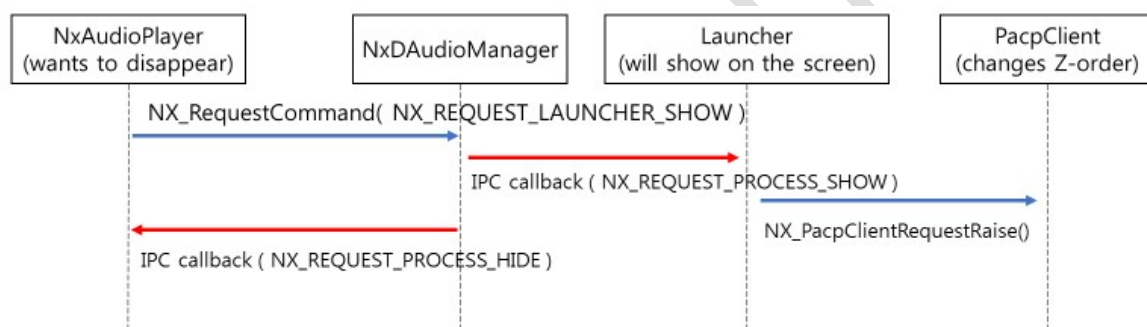 NxAudioPlayer
(wants to disappear)
NxDAudioManager
Launcher
(will show on the screen)
PacpClient
(changes Z-order)
NX_RequestCommand( NX_REQUEST_LAUNCHER_SHOW )
IPC callback ( NX_REQUEST_PROCESS_SHOW )
NX_PacpClientRequestRaise()
IPC callback ( NX_REQUEST_PROCESS_HIDE )